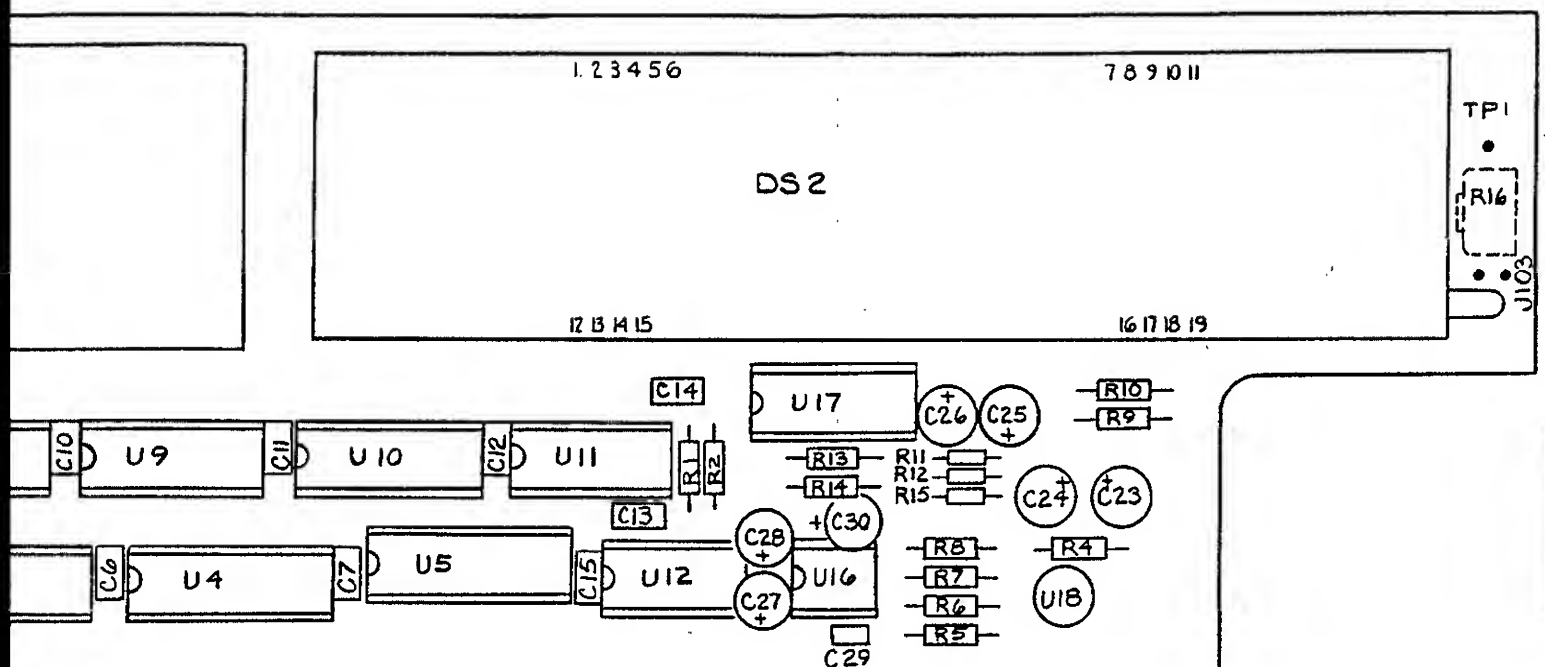 1. 2 3 4 5 6
7 8 9 10 11
TP1
DS 2
R16
J103
12 13 14 15
16 17 18 19
C14
U17
C26 +
C25 +
R10
R9
C10
U9
C11
U10
C12
U11
R1
R2
R13
R11
R12
R14
R15
C24 +
C23 +
C13
+ C30
C28 +
R8
R4
C6
U4
C7
U5
C15
U12
U16
R7
C27 +
R6
U18
R5
C29